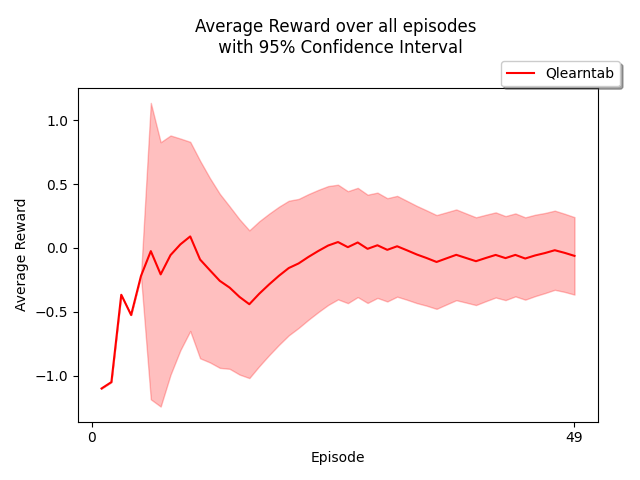 Average Reward over all episodes
with 95% Confidence Interval
Qlearntab
1.0
0.5
0.0
−0.5
−1.0
Average Reward
0
49
Episode